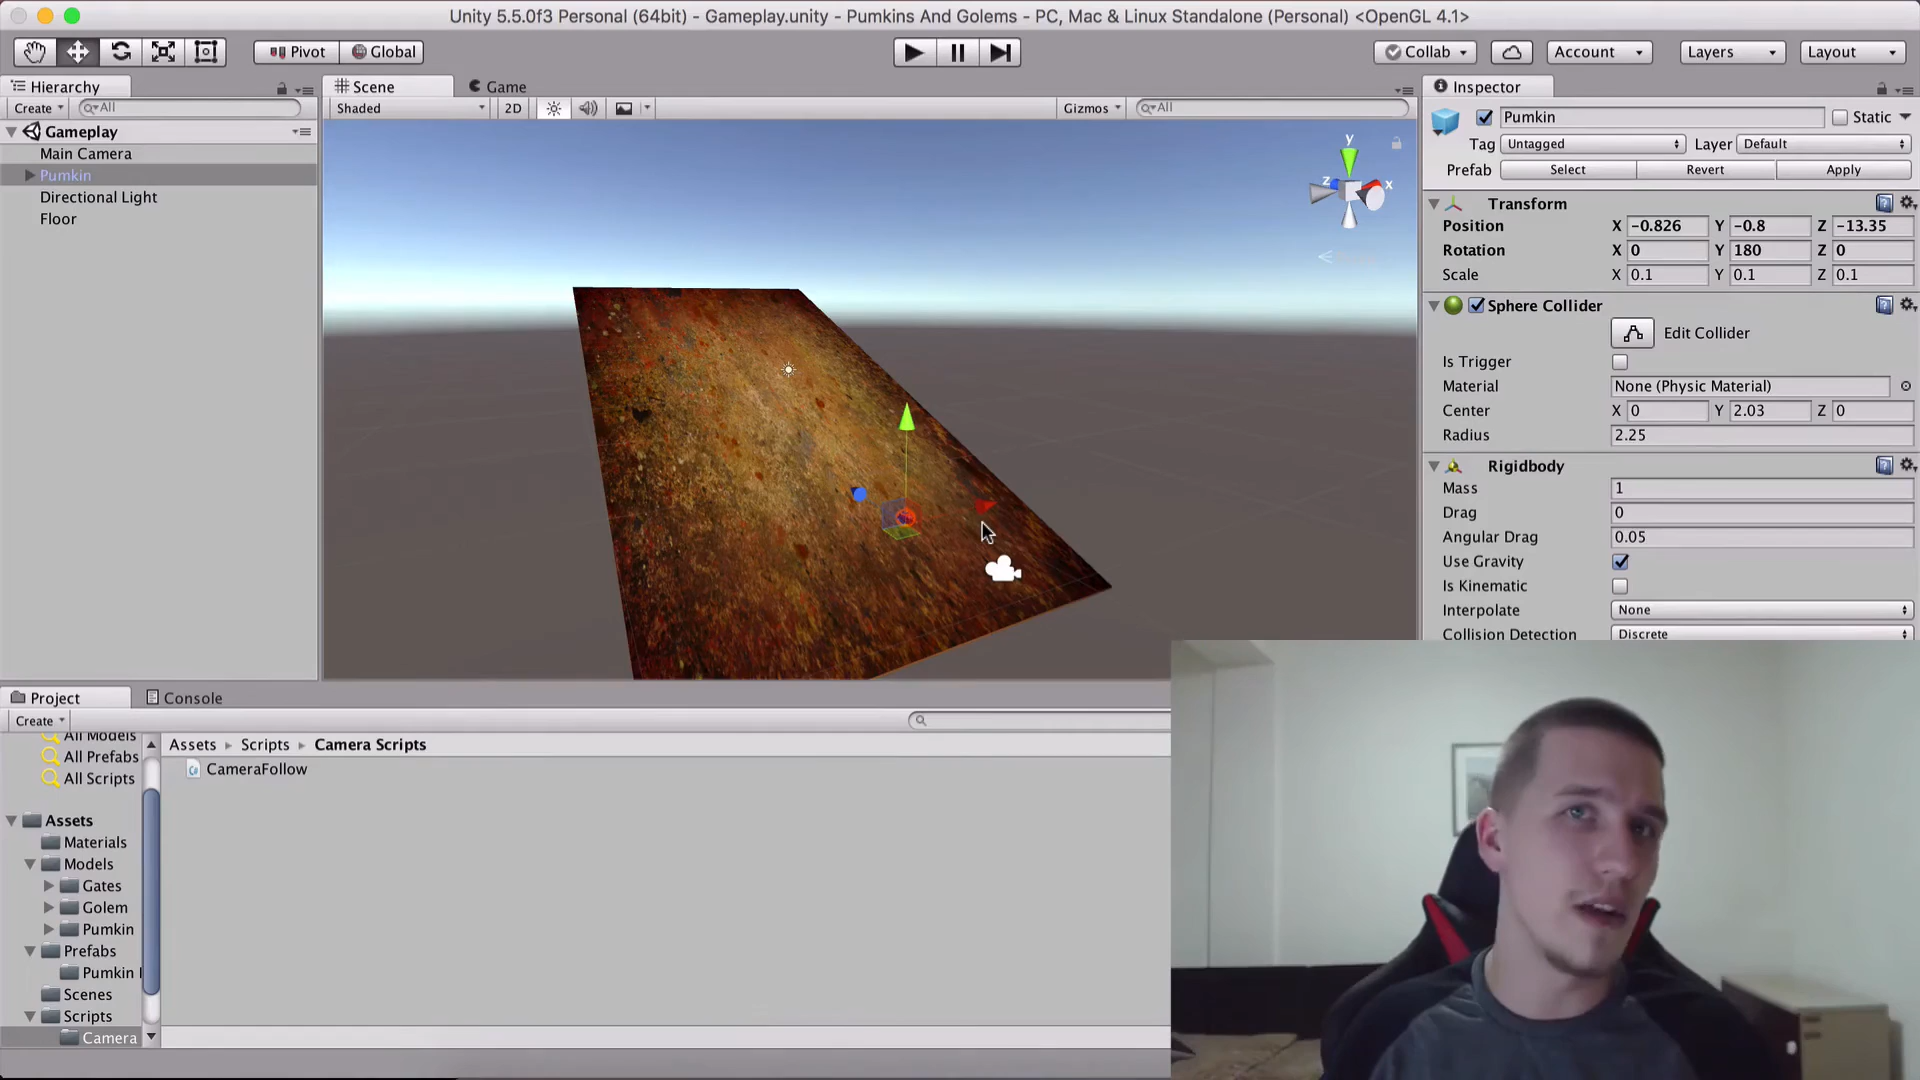 Unity 5.5.0f3 Personal (64bit) - Gameplay.unity - Pumkins And Golems - PC, Mac & Linux Standalone (Personal) <OpenGL 4.1>
Pivot Global Collab Account Layers Layout
Hierarchy Scene Game Inspector
Create All Shaded 2D Gizmos All
Gameplay
Main Camera
Pumkin
Directional Light
Floor
y
z
x
Pumkin Static
Tag Untagged Layer Default
Prefab Select Revert Apply
Transform
Position X -0.826 Y -0.8 Z -13.35
Rotation X 0 Y 180 Z 0
Scale X 0.1 Y 0.1 Z 0.1
Sphere Collider
Edit Collider
Is Trigger
Material None (Physic Material)
Center X 0 Y 2.03 Z 0
Radius 2.25
Rigidbody
Mass 1
Drag 0
Angular Drag 0.05
Use Gravity
Is Kinematic
Interpolate None
Collision Detection Discrete
Project Console
Create
All Models
All Prefabs
All Scripts
Assets
Materials
Models
Gates
Golem
Pumkin
Prefabs
Pumkin
Scenes
Scripts
Camera
Assets Scripts Camera Scripts
CameraFollow